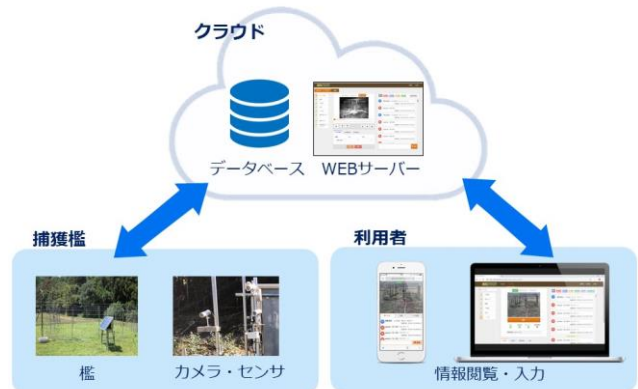 クラウド
データベース
WEBサーバー
捕獲檻
利用者
檻
カメラ・センサ
情報閲覧・入力